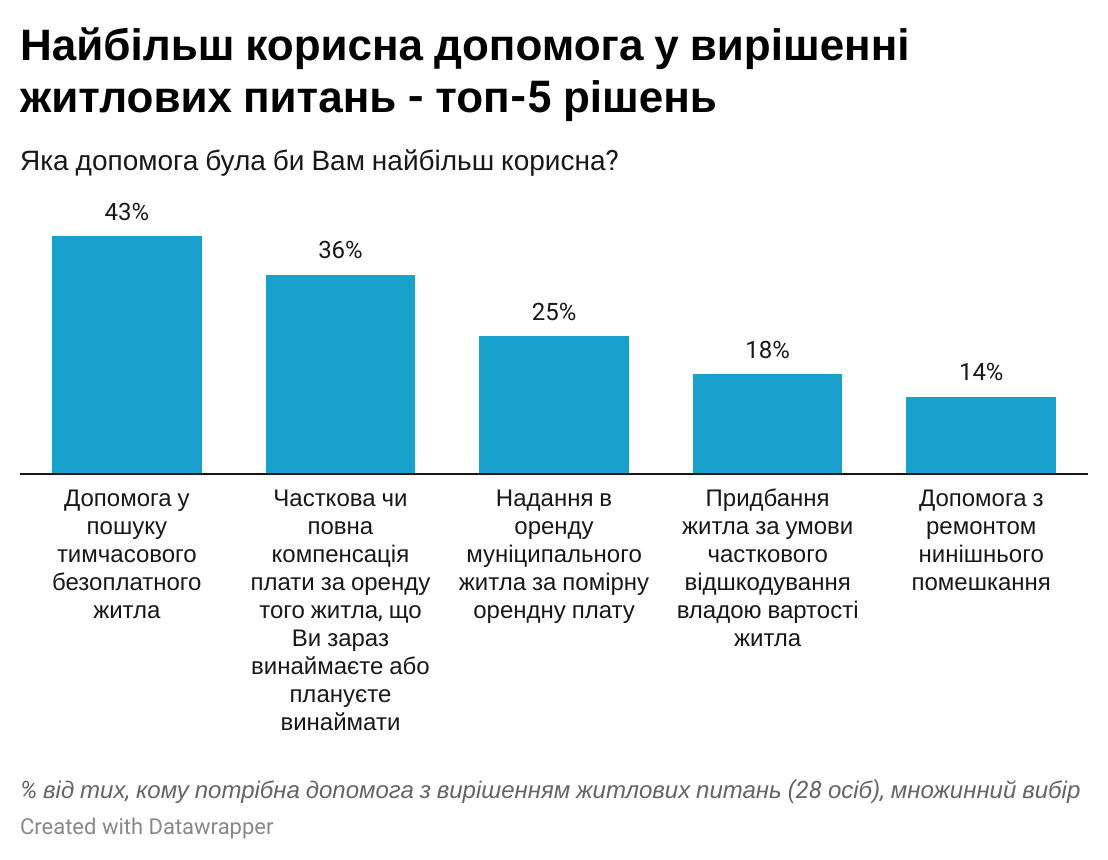 Найбільш корисна допомога у вирішенні
житлових питань - топ-5 рішень
Яка допомога була би Вам найбільш корисна?
43%
36%
25%
18%
14%
Допомога у
пошуку
тимчасового
безоплатного
житла
Часткова чи
повна
компенсація
плати за оренду
того житла, що
Ви зараз
винаймаєте або
плануєте
винаймати
Надання в
оренду
муніципального
житла за помірну
орендну плату
Придбання
житла за умови
часткового
відшкодування
владою вартості
житла
Допомога з
ремонтом
нинішнього
помешкання
% від тих, кому потрібна допомога з вирішенням житлових питань (28 осіб), множинний вибір
Created with Datawrapper